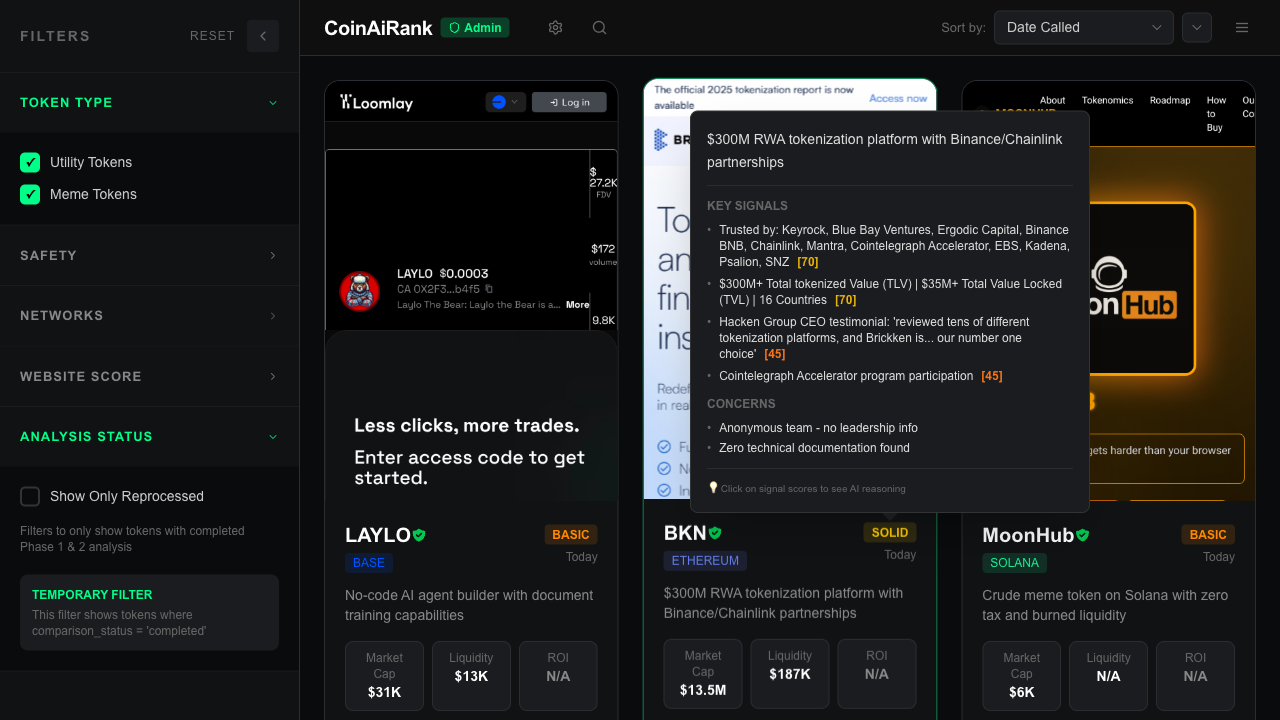 FILTERS
RESET
TOKEN TYPE
Utility Tokens
Meme Tokens
SAFETY
NETWORKS
WEBSITE SCORE
ANALYSIS STATUS
Show Only Reprocessed
Filters to only show tokens with completed
Phase 1 & 2 analysis
TEMPORARY FILTER
This filter shows tokens where
comparison_status = 'completed'
CoinAiRank
Admin
Sort by:
Date Called
Loomlay
Log in
$
27.2K
FDV
$172
volume
9.8K
LAYLO $0.0003
CA 0X2F3...b4f5
Laylo The Bear: Laylo the Bear is a... More
Less clicks, more trades.
Enter access code to get
started.
LAYLO
BASIC
BASE
Today
No-code AI agent builder with document
training capabilities
Market
Cap
$31K
Liquidity
$13K
ROI
N/A
The official 2025 tokenization report is now
available
Access now
BR
To
an
fin
ins
Redef
in rea
Fu
No
In
$300M RWA tokenization platform with Binance/Chainlink
partnerships
KEY SIGNALS
• Trusted by: Keyrock, Blue Bay Ventures, Ergodic Capital, Binance
BNB, Chainlink, Mantra, Cointelegraph Accelerator, EBS, Kadena,
Psalion, SNZ [70]
• $300M+ Total tokenized Value (TLV) | $35M+ Total Value Locked
(TVL) | 16 Countries [70]
• Hacken Group CEO testimonial: 'reviewed tens of different
tokenization platforms, and Brickken is... our number one
choice' [45]
• Cointelegraph Accelerator program participation [45]
CONCERNS
• Anonymous team - no leadership info
• Zero technical documentation found
Click on signal scores to see AI reasoning
BKN
SOLID
ETHEREUM
Today
$300M RWA tokenization platform with
Binance/Chainlink partnerships
Market
Cap
$13.5M
Liquidity
$187K
ROI
N/A
About
Tokenomics
Roadmap
How
to
Buy
Ou
Co
oon Hub
gets harder than your browser
MoonHub
BASIC
SOLANA
Today
Crude meme token on Solana with zero
tax and burned liquidity
Market
Cap
$6K
Liquidity
N/A
ROI
N/A